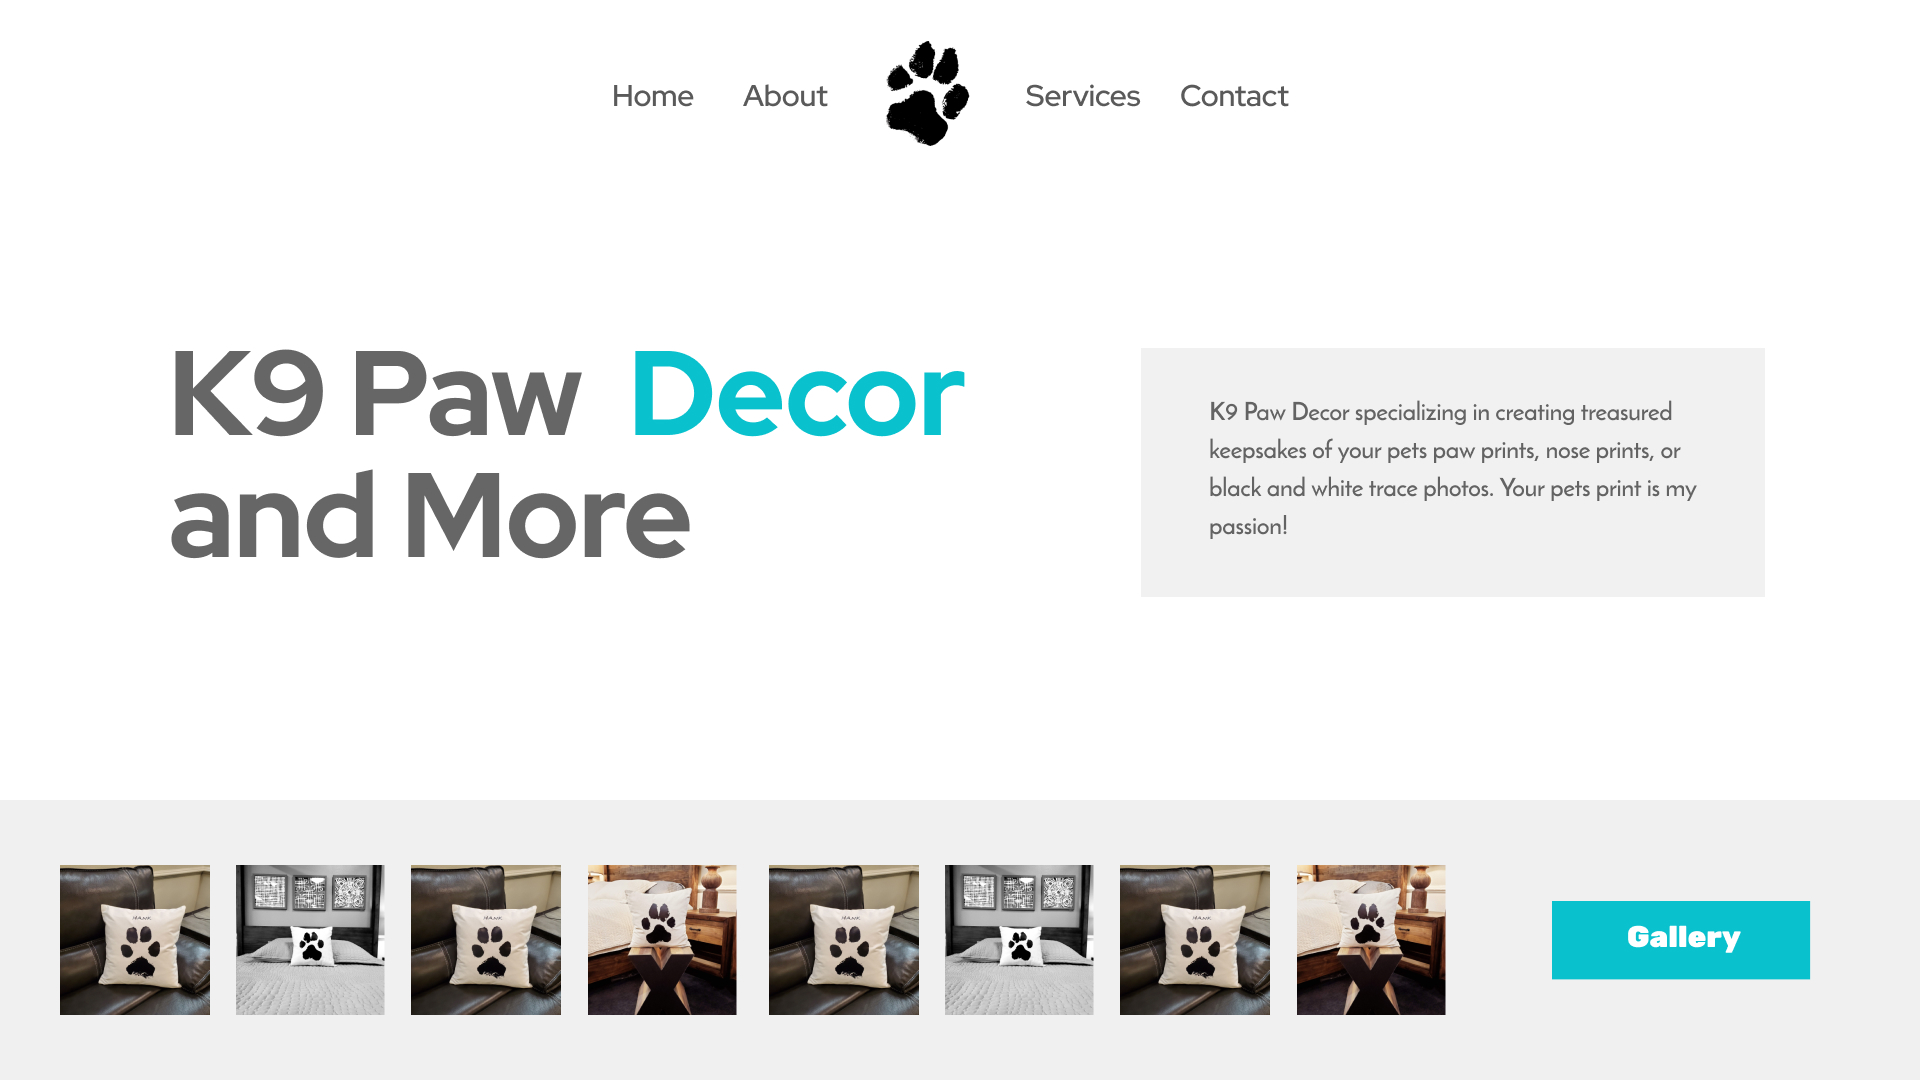 Home About Services Contact
K9 Paw Decor
and More
K9 Paw Decor specializing in creating treasured
keepsakes of your pets paw prints, nose prints, or
black and white trace photos. Your pets print is my
passion!
Gallery